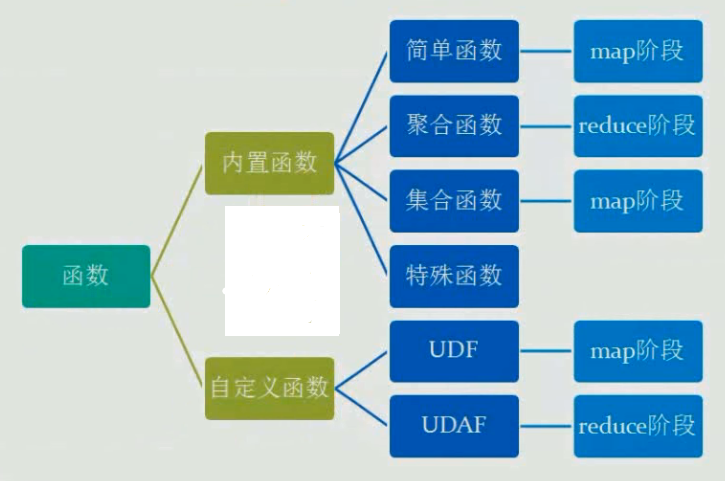 函数
内置函数
简单函数
map阶段
聚合函数
reduce阶段
集合函数
map阶段
特殊函数
自定义函数
UDF
map阶段
UDAF
reduce阶段